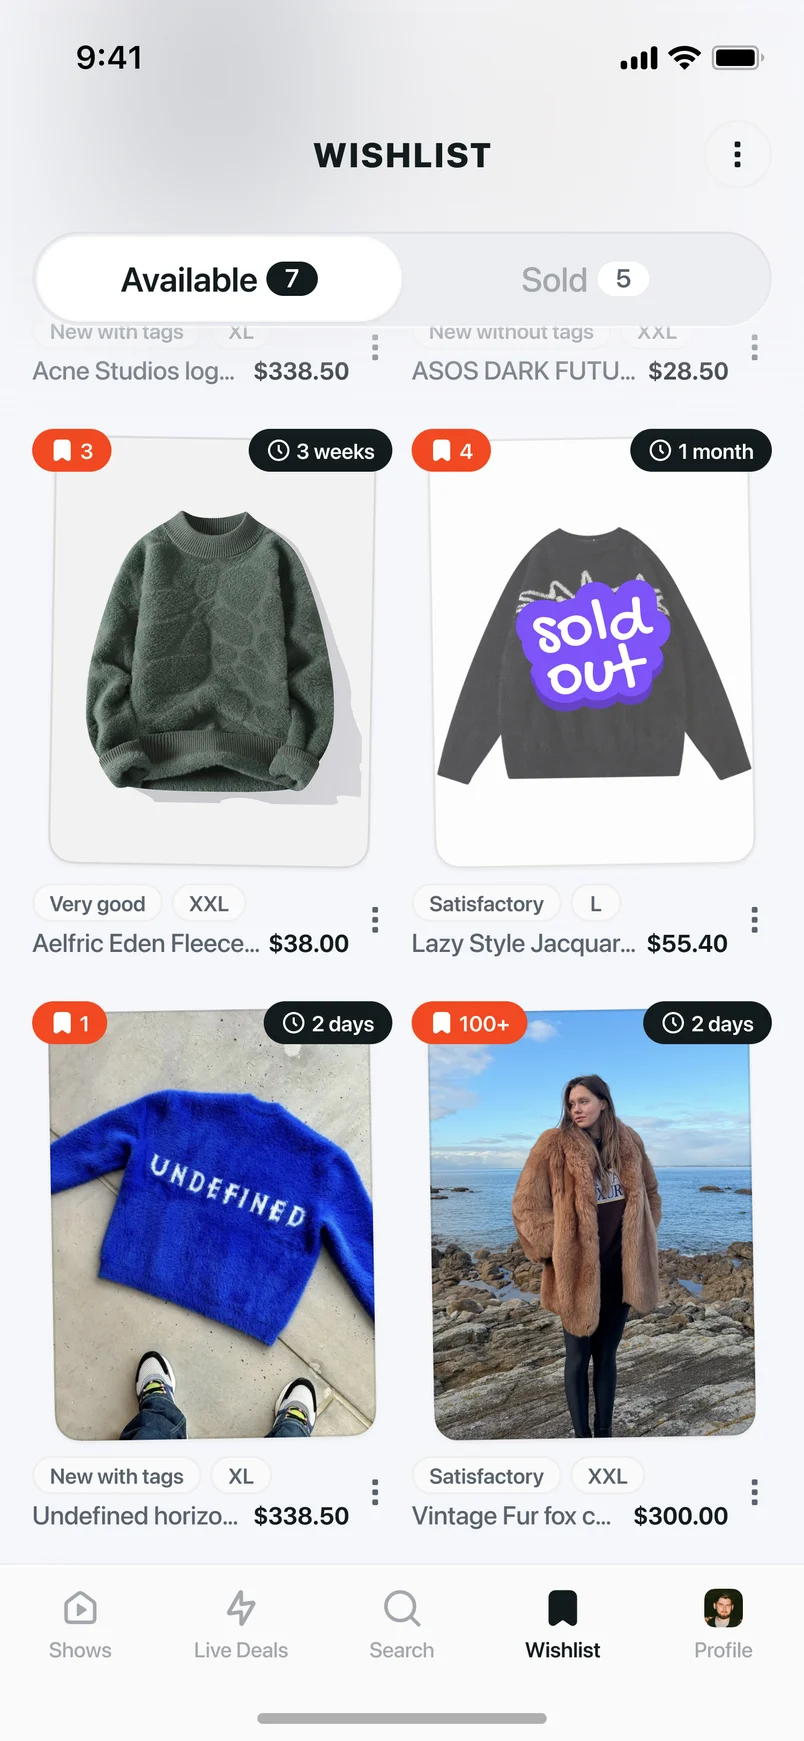 9:41
WISHLIST
Available 7
Sold 5
New with tags XL
New without tags XXL
Acne Studios log... $338.50
ASOS DARK FUTU... $28.50
3
3 weeks
4
1 month
sold
out
Very good XXL
Satisfactory L
Aelfric Eden Fleece... $38.00
Lazy Style Jacquar... $55.40
1
2 days
100+
2 days
UNDEFINED
New with tags XL
Satisfactory XXL
Undefined horizo... $338.50
Vintage Fur fox c... $300.00
Shows
Live Deals
Search
Wishlist
Profile